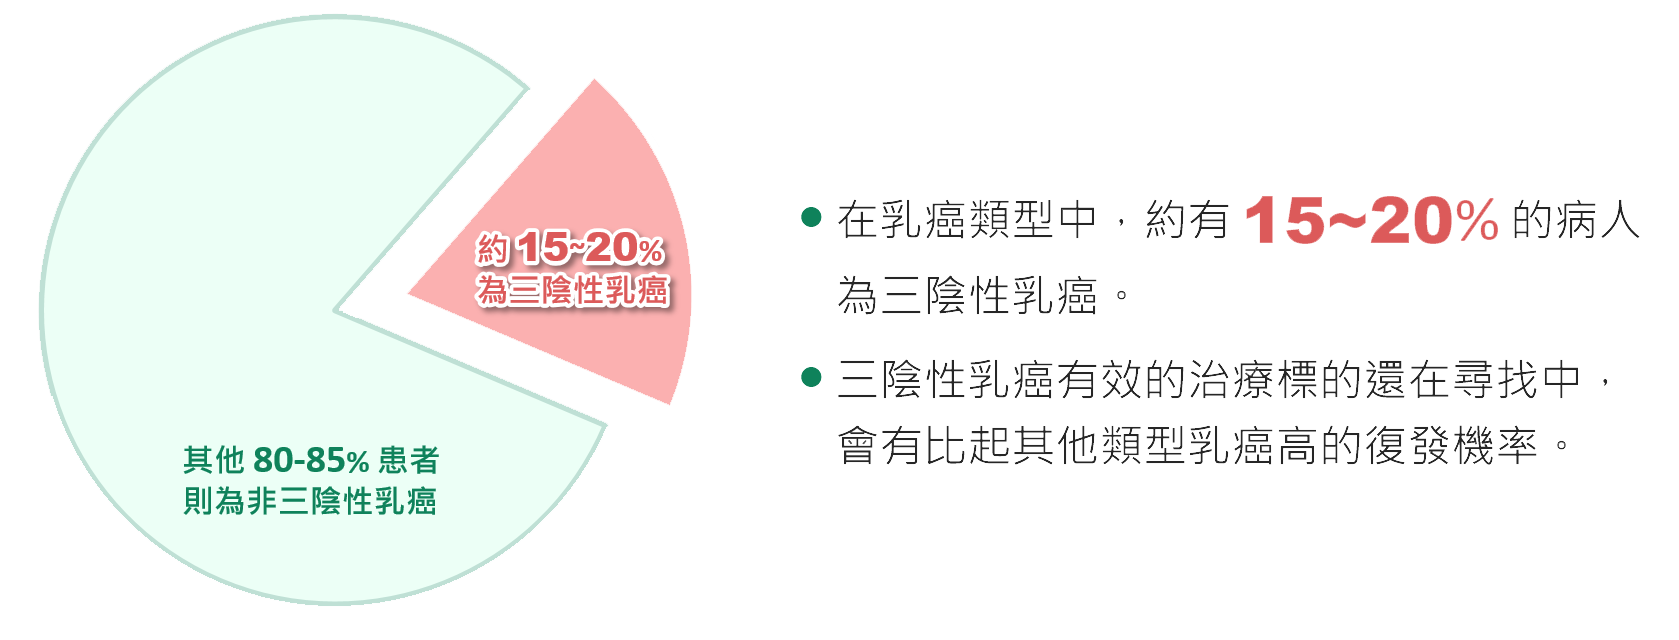 約 15~20%
為三陰性乳癌
其他 80-85% 患者
則為非三陰性乳癌
在乳癌類型中，約有 15~20% 的病人
為三陰性乳癌。
三陰性乳癌有效的治療標的還在尋找中，
會有比起其他類型乳癌高的復發機率。